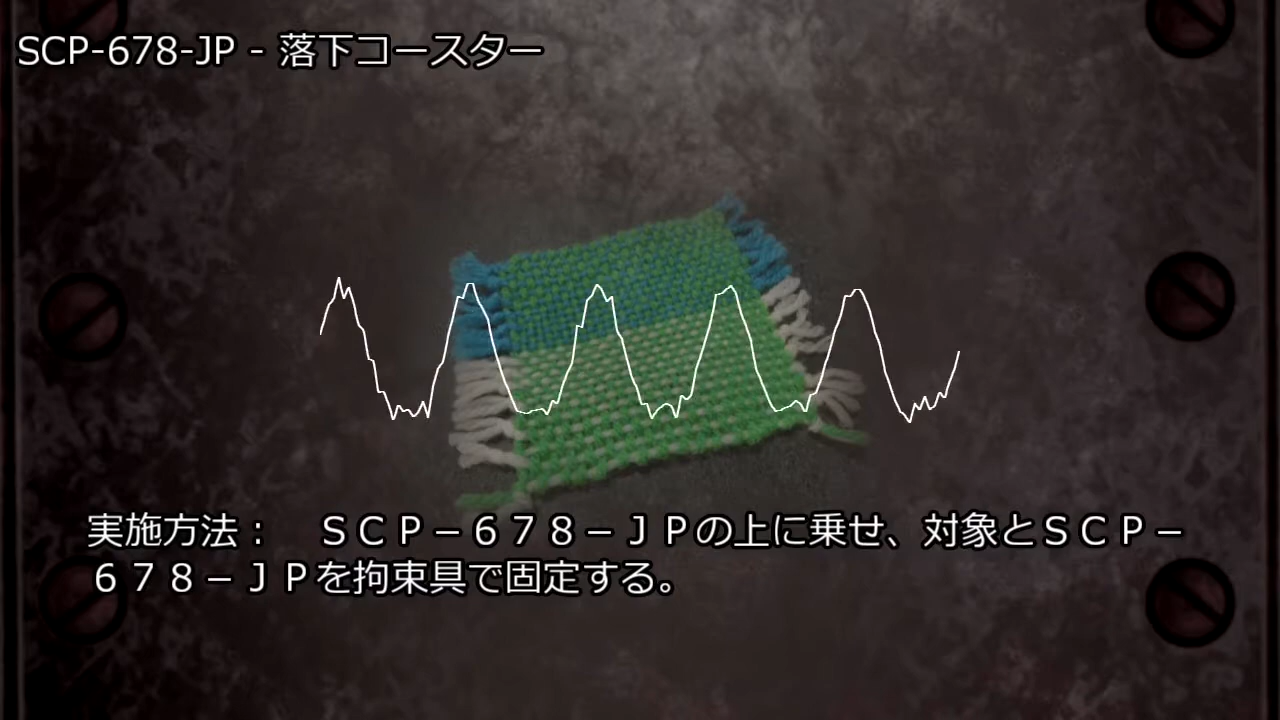 SCP-678-JP - 落下コースター
実施方法：　ＳＣＰ－６７８－ＪＰの上に乗せ、対象とＳＣＰ－
６７８－ＪＰを拘束具で固定する。